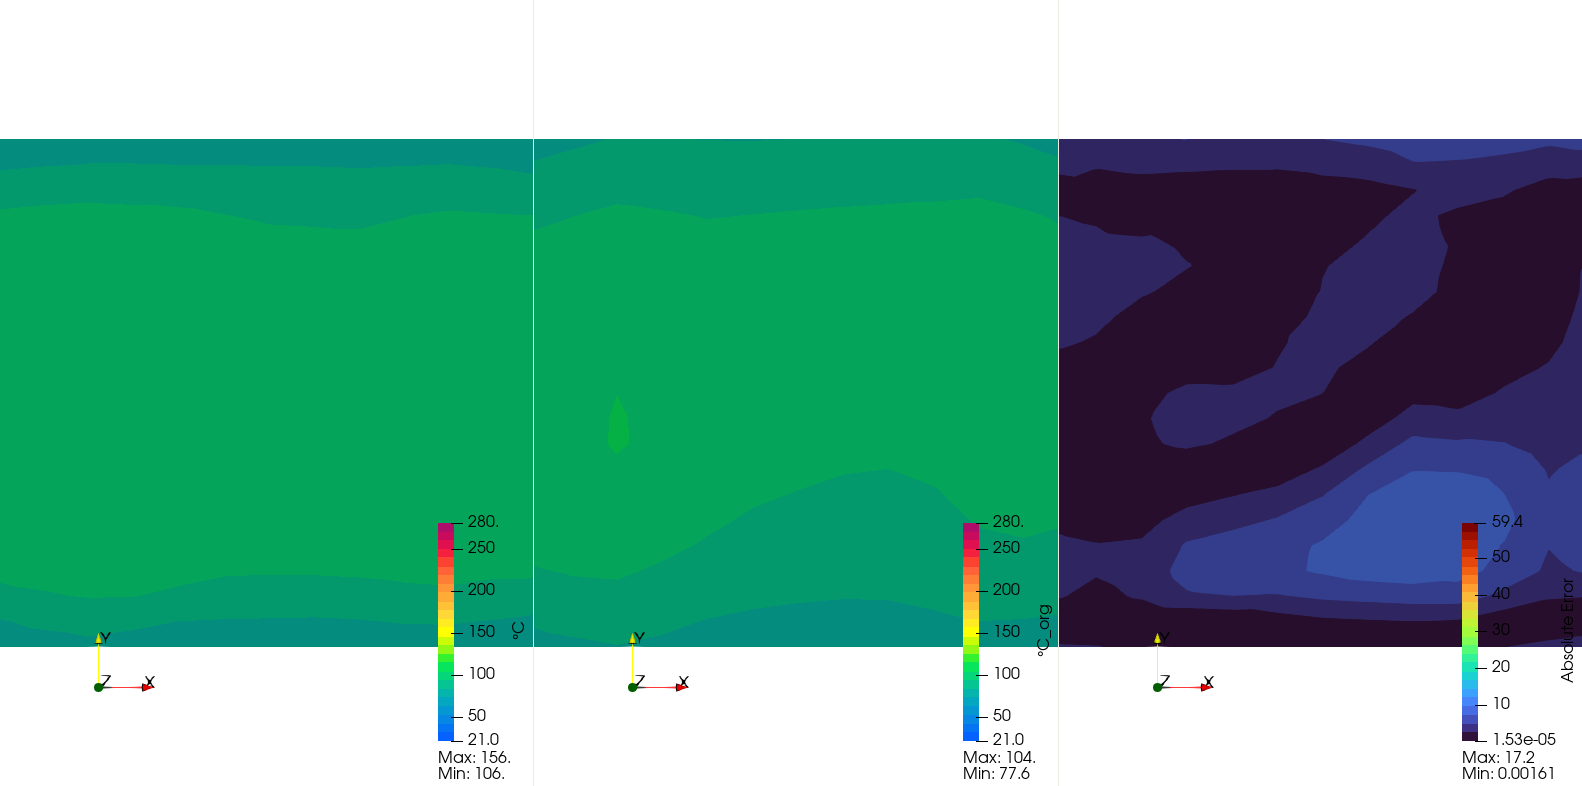 280.
250
200
150
100
50
21.0
°C
Max: 156.
Min: 106.
Y
Z
X
280.
250
200
150
100
50
21.0
°C_org
Max: 104.
Min: 77.6
Y
Z
X
59.4
50
40
30
20
10
1.53e-05
Absolute Error
Max: 17.2
Min: 0.00161
Y
Z
X